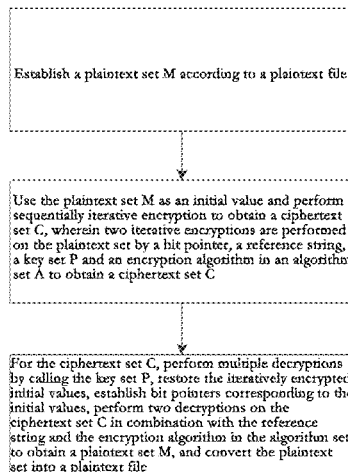 Establish a plaintext set M according to a plaintext file
Use the plaintext set M as an initial value and perform
sequentially iterative encryption to obtain a ciphertext
set C, wherein two iterative encryptions are performed
on the plaintext set by a bit pointer, a reference string,
a key set P and an encryption algorithm in an algorithm
set A to obtain a ciphertext set C
For the ciphertext set C, perform multiple decryptions
by calling the key set P, restore the iteratively encrypted
initial values, establish bit pointers corresponding to the
initial values, perform two decryptions on the
ciphertext set C in combination with the reference
string and the encryption algorithm in the algorithm set
to obtain a plaintext set M, and convert the plaintext
set into a plaintext file